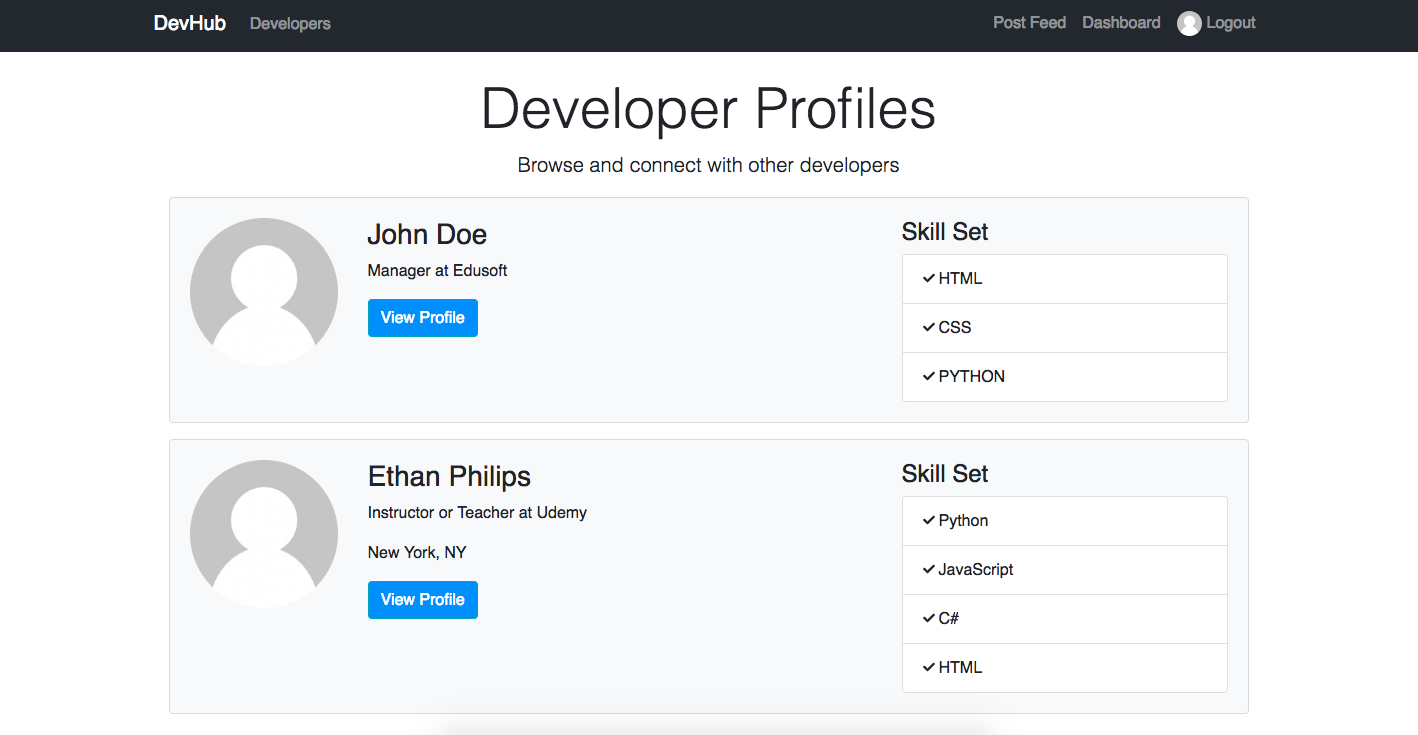 DevHub Developers Post Feed Dashboard Logout
Developer Profiles
Browse and connect with other developers
John Doe
Manager at Edusoft
View Profile
Skill Set
HTML
CSS
PYTHON
Ethan Philips
Instructor or Teacher at Udemy
New York, NY
View Profile
Skill Set
Python
JavaScript
C#
HTML